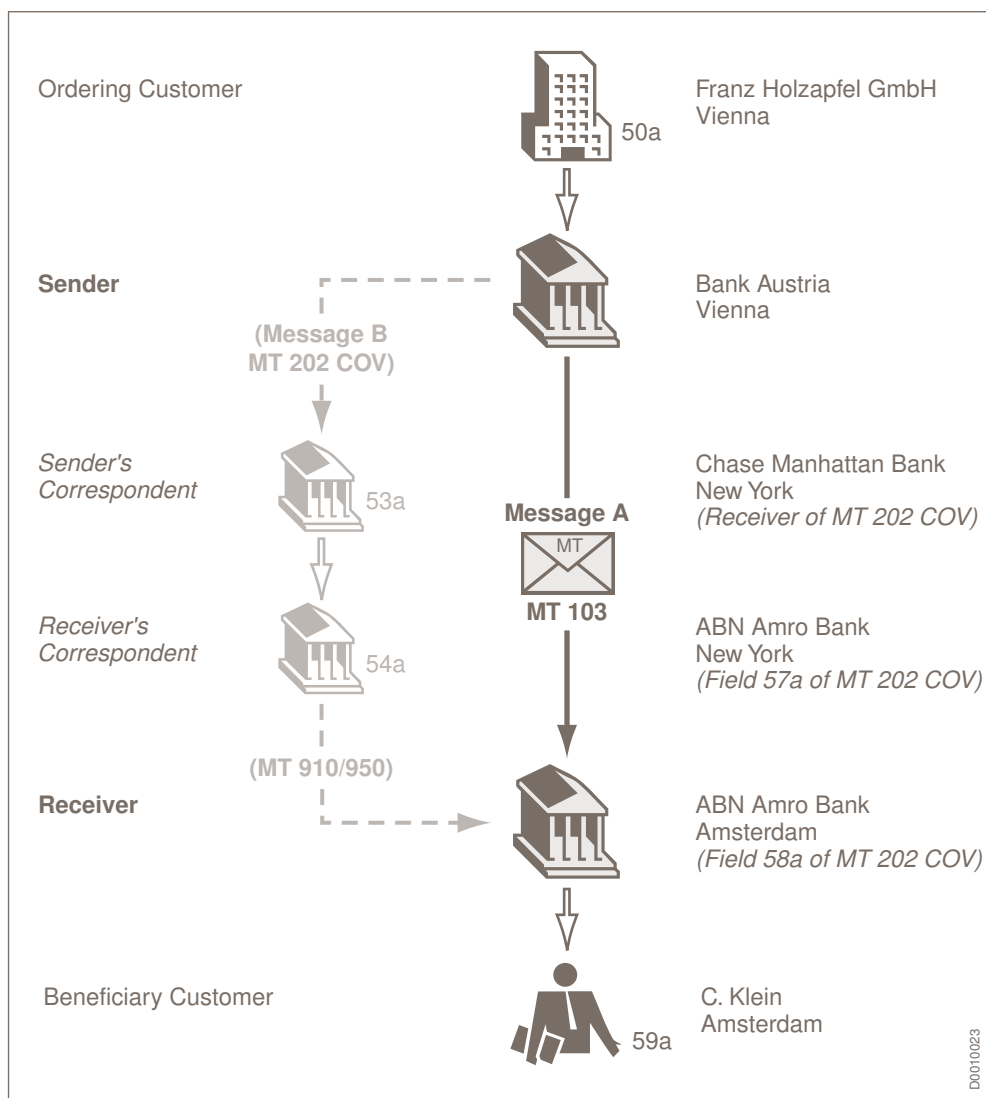 Ordering Customer
50a
Franz Holzapfel GmbH
Vienna
Sender
Bank Austria
Vienna
(Message B
MT 202 COV)
Sender's
Correspondent
53a
Chase Manhattan Bank
New York
(Receiver of MT 202 COV)
Message A
MT
MT 103
Receiver's
Correspondent
54a
ABN Amro Bank
New York
(Field 57a of MT 202 COV)
(MT 910/950)
Receiver
ABN Amro Bank
Amsterdam
(Field 58a of MT 202 COV)
Beneficiary Customer
59a
C. Klein
Amsterdam
D0010023